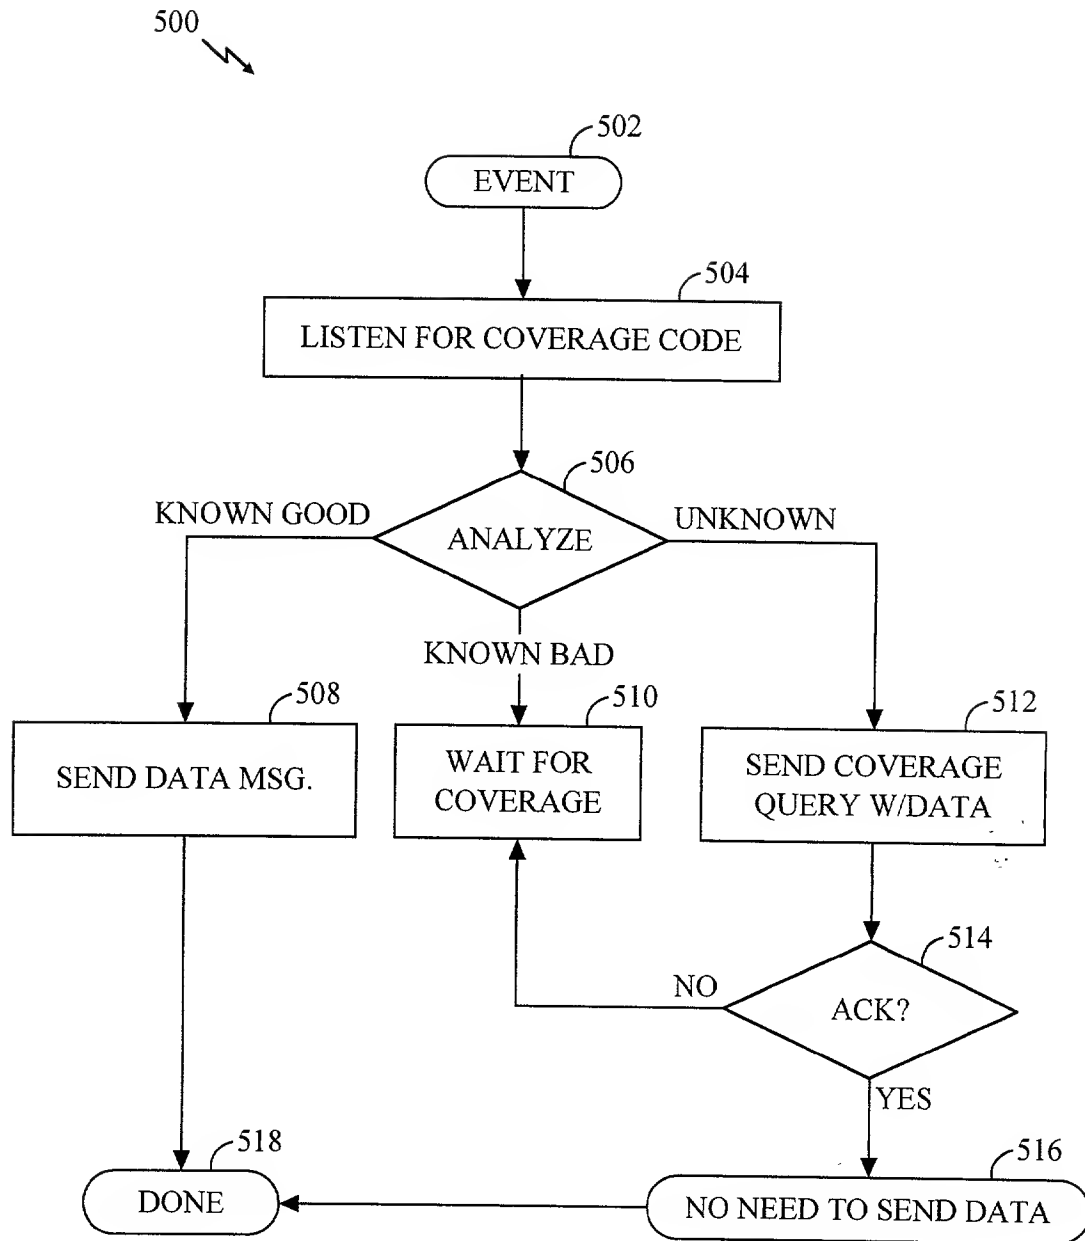 500
502
EVENT
504
LISTEN FOR COVERAGE CODE
506
KNOWN GOOD
ANALYZE
UNKNOWN
KNOWN BAD
508
SEND DATA MSG.
510
WAIT FOR
COVERAGE
512
SEND COVERAGE
QUERY W/DATA
514
NO
ACK?
YES
518
DONE
516
NO NEED TO SEND DATA